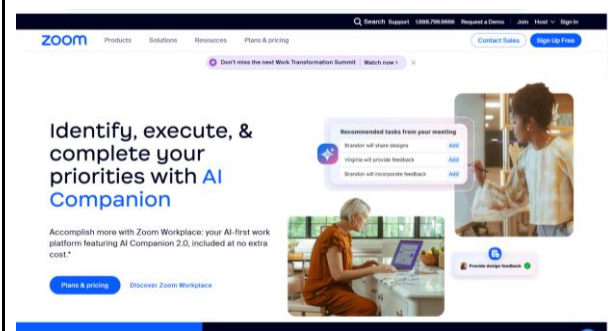 Search Support 1.888.799.9666 Request a Demo Join Host Sign In
zoom Products Solutions Resources Plans & pricing Contact Sales Sign Up Free
Don't miss the next Work Transformation Summit Watch now
Identify, execute, &
complete your
priorities with AI
Companion
Accomplish more with Zoom Workplace: your AI-first work
platform featuring AI Companion 2.0, included at no extra
cost.*
Plans & pricing Discover Zoom Workplace
Recommended tasks from your meeting
Brandon will share designs Add
Virginia will provide feedback Add
Brandon will incorporate feedback Add
Provide design feedback